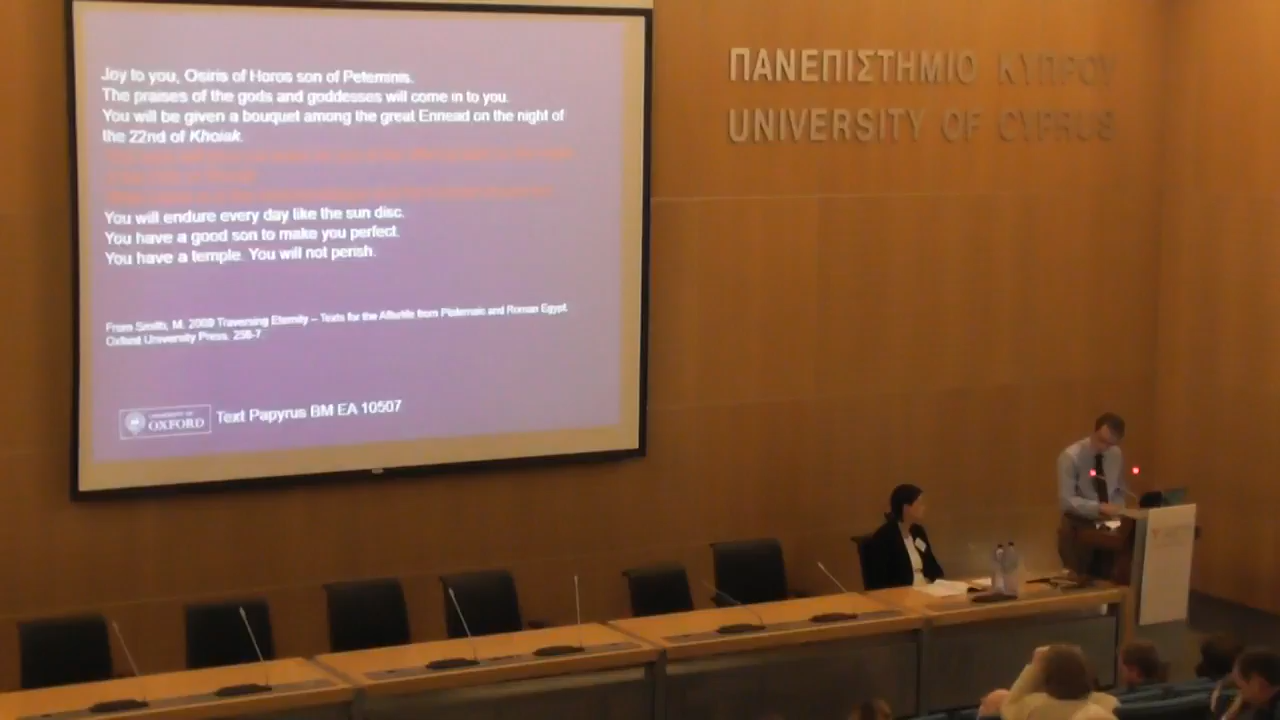 Joy to you, Osiris of Horos son of Peteminis.
The praises of the gods and goddesses will come in to you.
You will be given a bouquet among the great Ennead on the night of
the 22nd of Khoiak.
You will endure every day like the sun disc.
You have a good son to make you perfect.
You have a temple. You will not perish.
From Smith, M. 2009 Traversing Eternity – Texts for the Afterlife from Ptolemaic and Roman Egypt.
Oxford University Press. 256-7
UNIVERSITY OF
OXFORD
Text Papyrus BM EA 10507
ΠΑΝΕΠΙΣΤΗΜΙΟ ΚΥΠΡΟΥ
UNIVERSITY OF CYPRUS